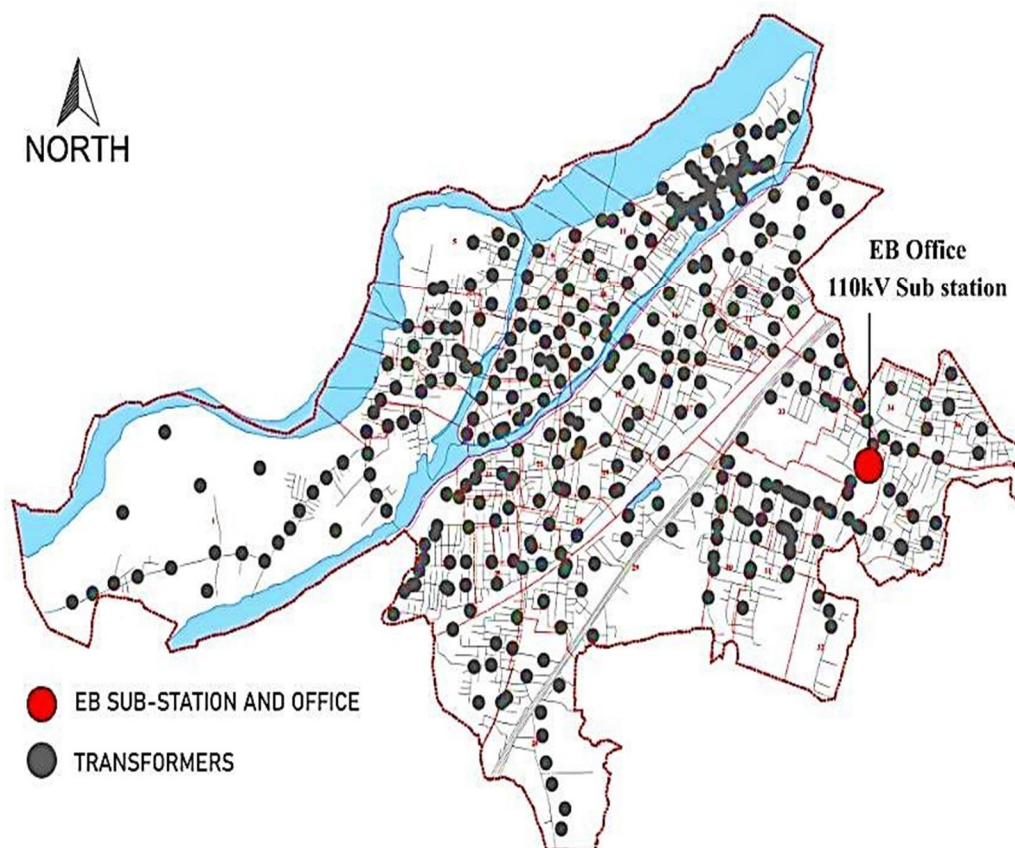 NORTH
EB Office
110kV Sub station
EB SUB-STATION AND OFFICE
TRANSFORMERS